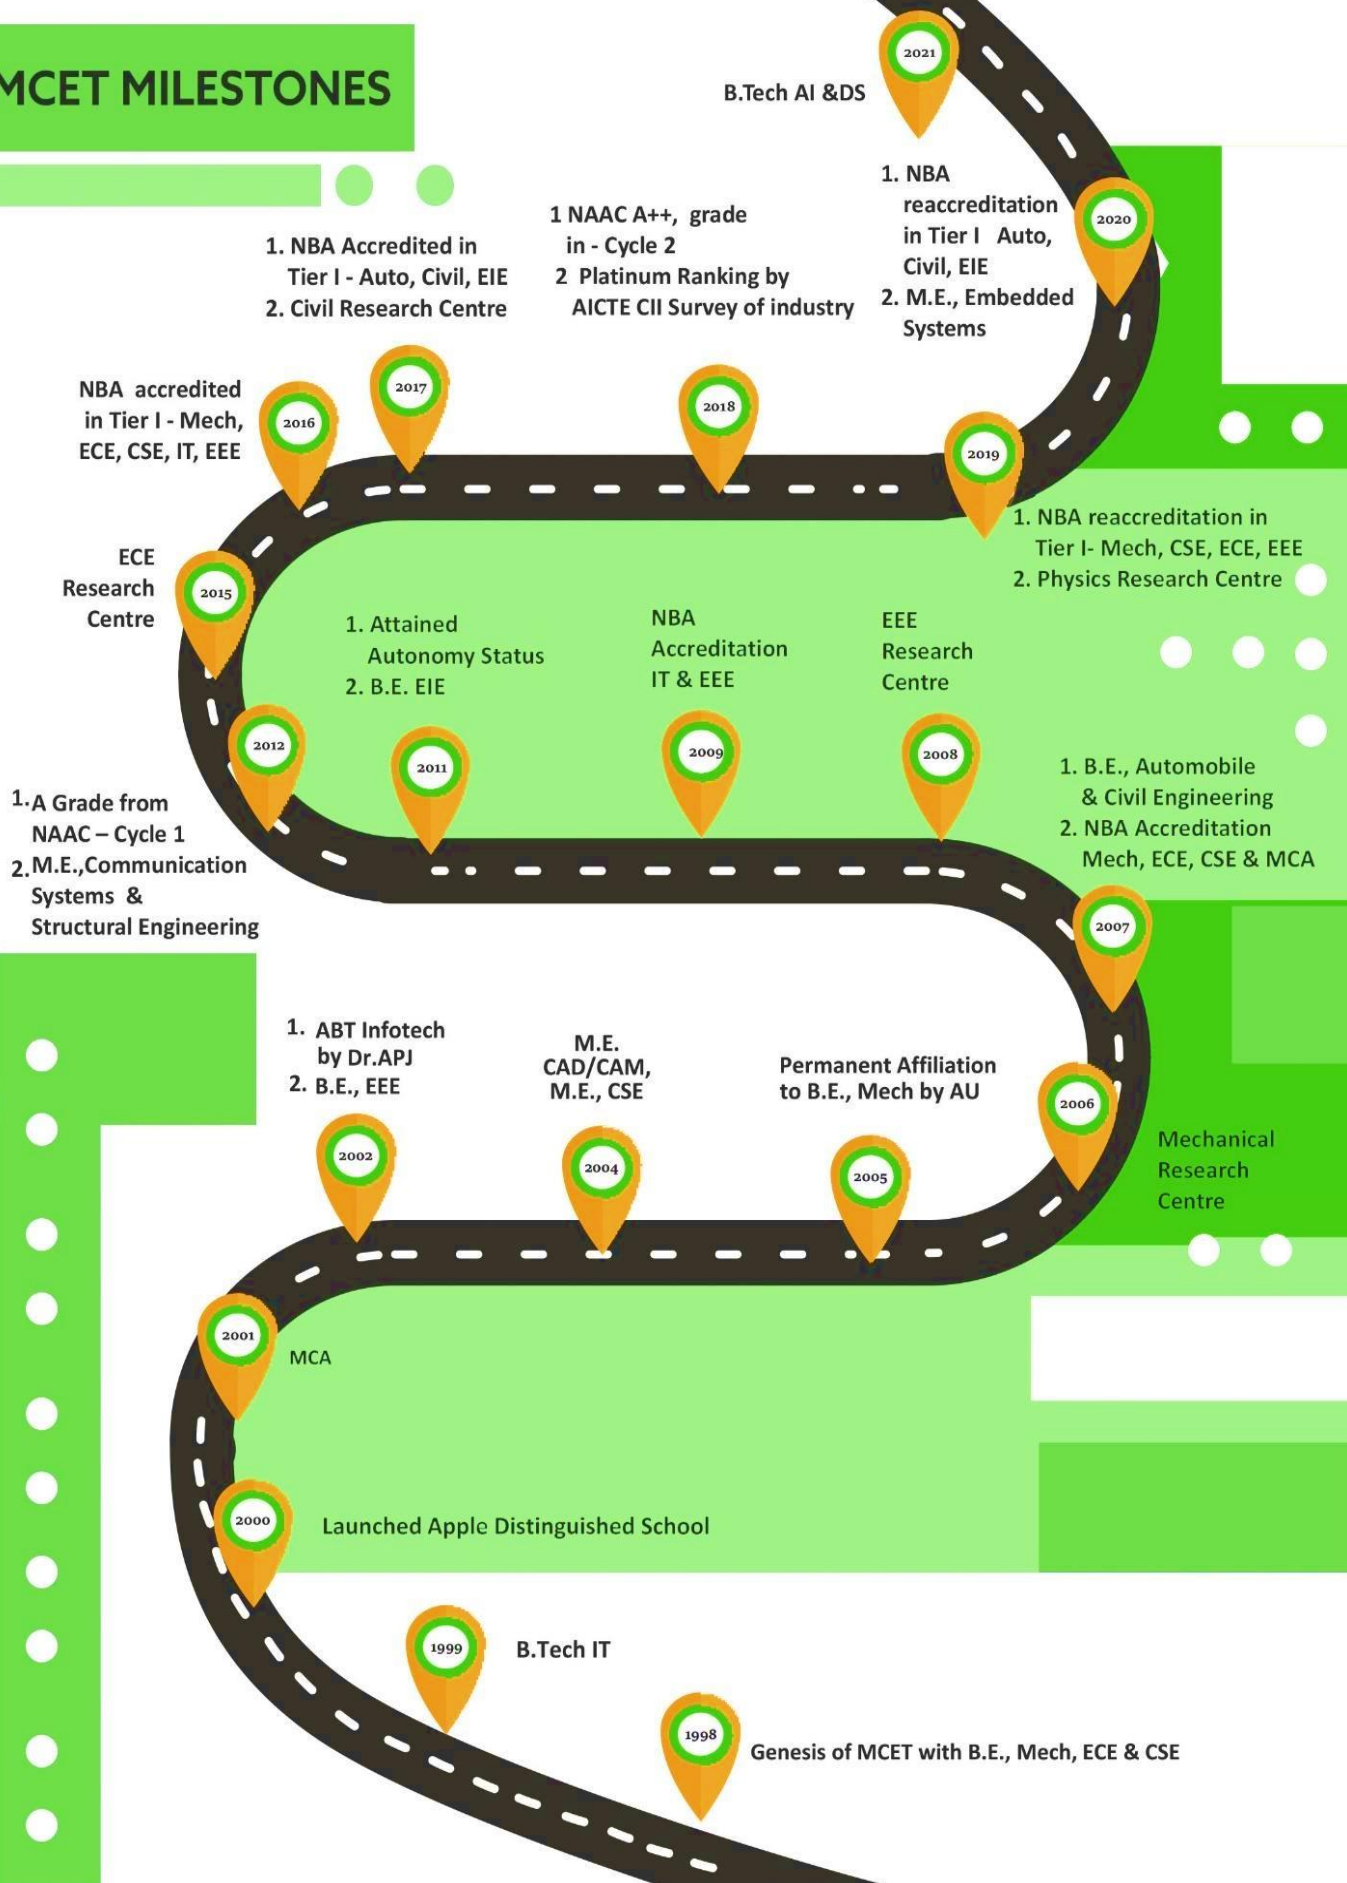 MCET MILESTONES
2021
B.Tech AI &DS
1. NBA
reaccreditation
in Tier I Auto,
Civil, EIE
2. M.E., Embedded
Systems
2020
1 NAAC A++, grade
in - Cycle 2
2 Platinum Ranking by
AICTE CII Survey of industry
1. NBA Accredited in
Tier I - Auto, Civil, EIE
2. Civil Research Centre
NBA accredited
in Tier I - Mech,
ECE, CSE, IT, EEE
2016
2017
2018
2019
1. NBA reaccreditation in
Tier I- Mech, CSE, ECE, EEE
2. Physics Research Centre
ECE
Research
Centre
2015
1. Attained
Autonomy Status
2. B.E. EIE
NBA
Accreditation
IT & EEE
EEE
Research
Centre
2012
2011
2009
2008
1. A Grade from
NAAC – Cycle 1
2. M.E.,Communication
Systems &
Structural Engineering
1. B.E., Automobile
& Civil Engineering
2. NBA Accreditation
Mech, ECE, CSE & MCA
2007
1. ABT Infotech
by Dr.APJ
2. B.E., EEE
M.E.
CAD/CAM,
M.E., CSE
Permanent Affiliation
to B.E., Mech by AU
2006
Mechanical
Research
Centre
2002
2004
2005
2001
MCA
2000
Launched Apple Distinguished School
1999
B.Tech IT
1998
Genesis of MCET with B.E., Mech, ECE & CSE